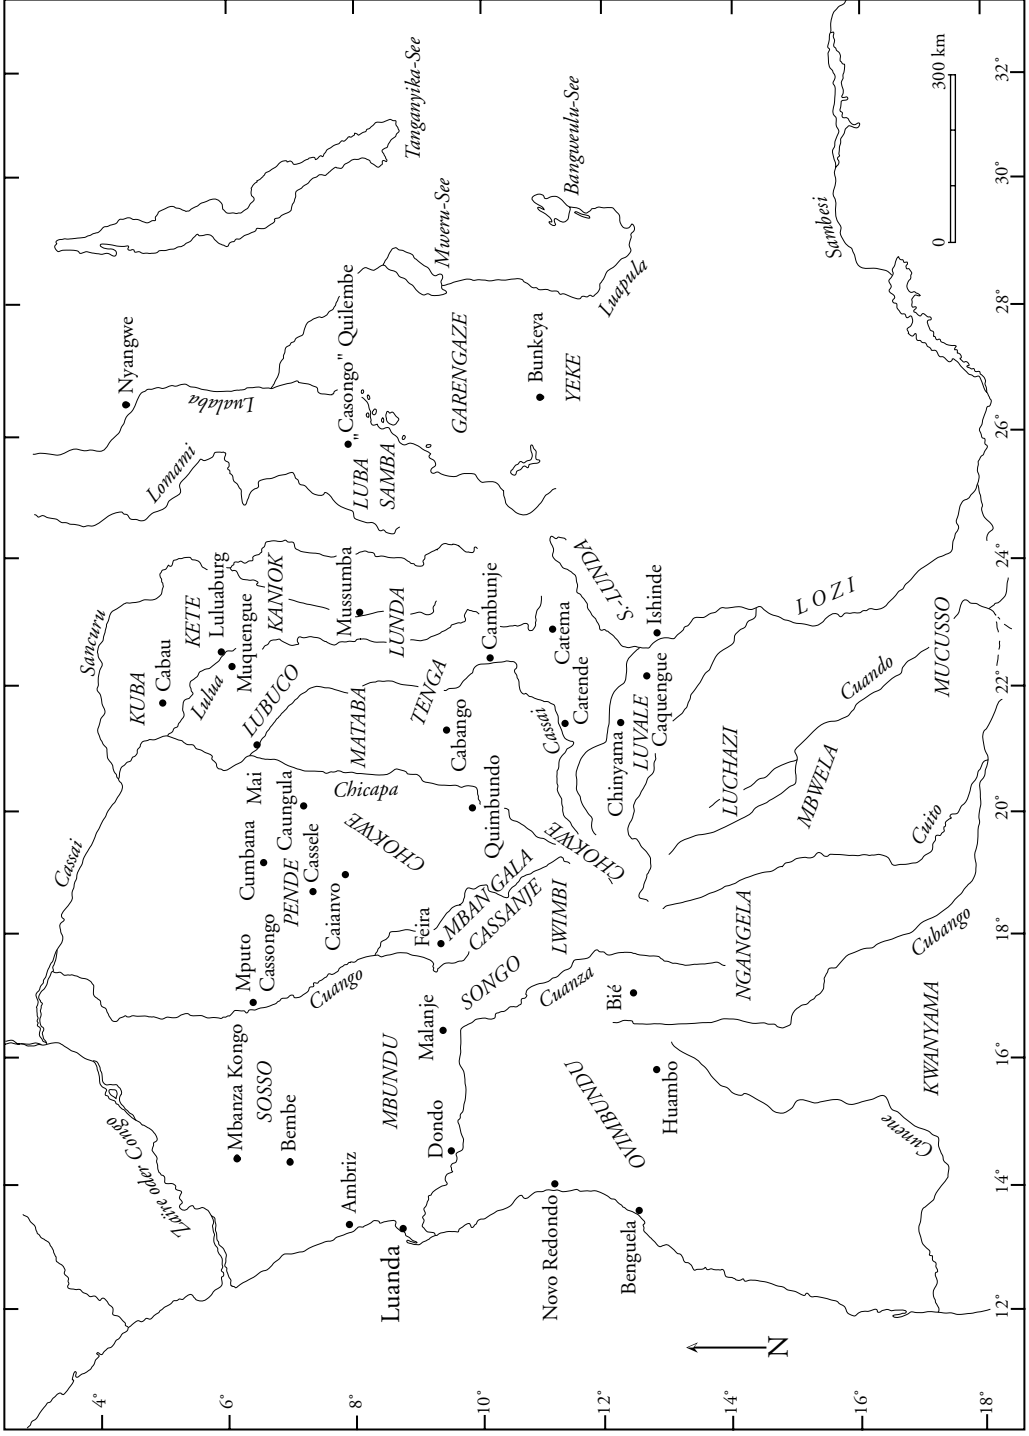 4°
6°
8°
10°
12°
14°
16°
18°
12°
14°
16°
18°
20°
22°
24°
26°
28°
30°
32°
N
0
300 km
Zaire oder Congo
Mbanza Kongo
SOSSO
Bembe
Ambriz
Luanda
MBUNDU
Dondo
Malanje
Novo Redondo
Benguela
OVIMBUNDU
Huambo
Bié
Cunene
KWANYAMA
Cassai
Mputo
Cassongo
Cuango
Cumbana
Mai
Caungula
PENDE
Cassele
Caianvo
CHOKWE
Chicapa
Feira
MBAN GALA
CASSANJE
SONGO
Cuanza
LWIMBI
Quimbundo
CHOKWE
NGANGELA
Cubango
Cuito
MBWELA
LUCHAZI
Sancuru
KUBA
Cabau
KETE
Luluaburg
Lulua
Muquengue
LUBUCO
KANIOK
MATABA
Mussumba
LUNDA
TENGA
Cabango
Cambunje
Cassai
Catende
Catema
S.-LUNDA
Chinyama
LUVALE
Caquengue
Ishinde
LOZI
Cuando
MUCUSSO
Lomami
Nyangwe
Lualaba
"Casongo" Quilembe
LUBA
SAMBA
GARENGAZE
Bunkeya
YEKE
Tanganyika-See
Mweru-See
Bangweulu-See
Luapula
Sambesi